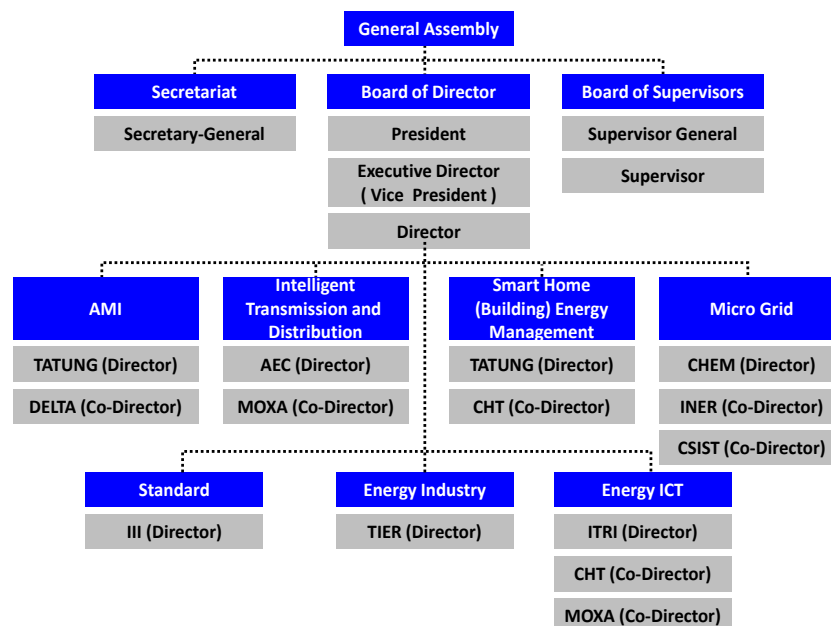 General Assembly
Secretariat
Board of Director
Board of Supervisors
Secretary-General
President
Supervisor General
Executive Director
( Vice President )
Supervisor
Director
AMI
Intelligent
Transmission and
Distribution
Smart Home
(Building) Energy
Management
Micro Grid
TATUNG (Director)
AEC (Director)
TATUNG (Director)
CHEM (Director)
DELTA (Co-Director)
MOXA (Co-Director)
CHT (Co-Director)
INER (Co-Director)
CSIST (Co-Director)
Standard
Energy Industry
Energy ICT
III (Director)
TIER (Director)
ITRI (Director)
CHT (Co-Director)
MOXA (Co-Director)